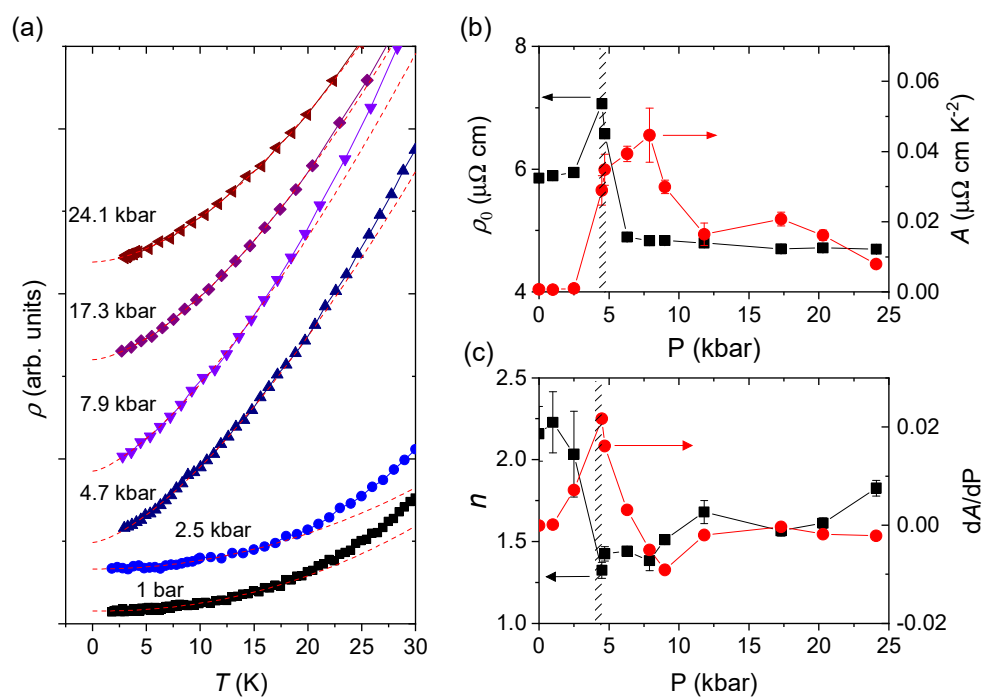 (a)
24.1 kbar
17.3 kbar
7.9 kbar
4.7 kbar
2.5 kbar
1 bar
ρ (arb. units)
0 5 10 15 20 25 30
T (K)
(b)
8
6
4
ρ₀ (μΩ cm)
0.06
0.04
0.02
0.00
A (μΩ cm K⁻²)
0 5 10 15 20 25
P (kbar)
(c)
2.5
2.0
1.5
1.0
n
0.02
0.00
-0.02
dA/dP
0 5 10 15 20 25
P (kbar)